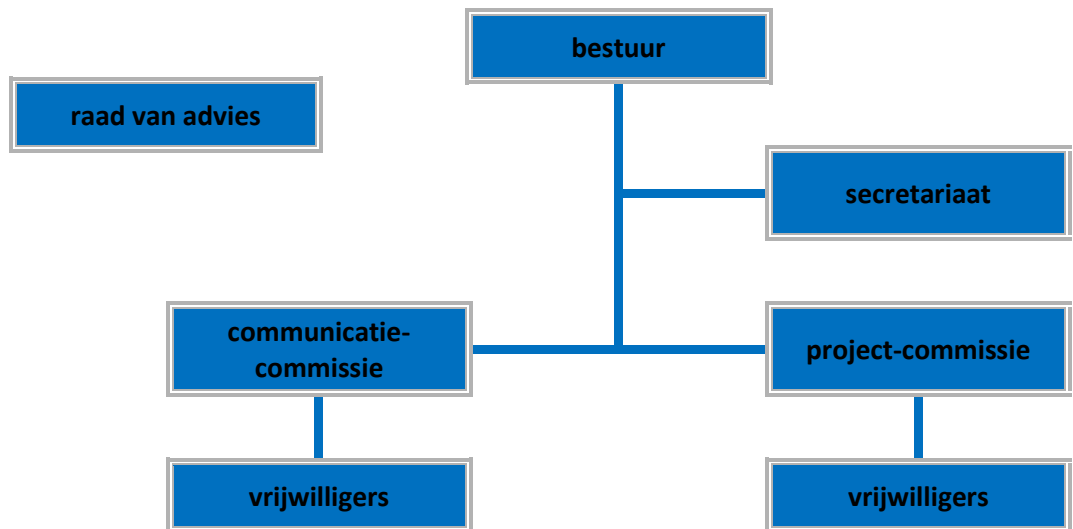 bestuur
raad van advies
secretariaat
communicatie-
commissie
project-commissie
vrijwilligers
vrijwilligers